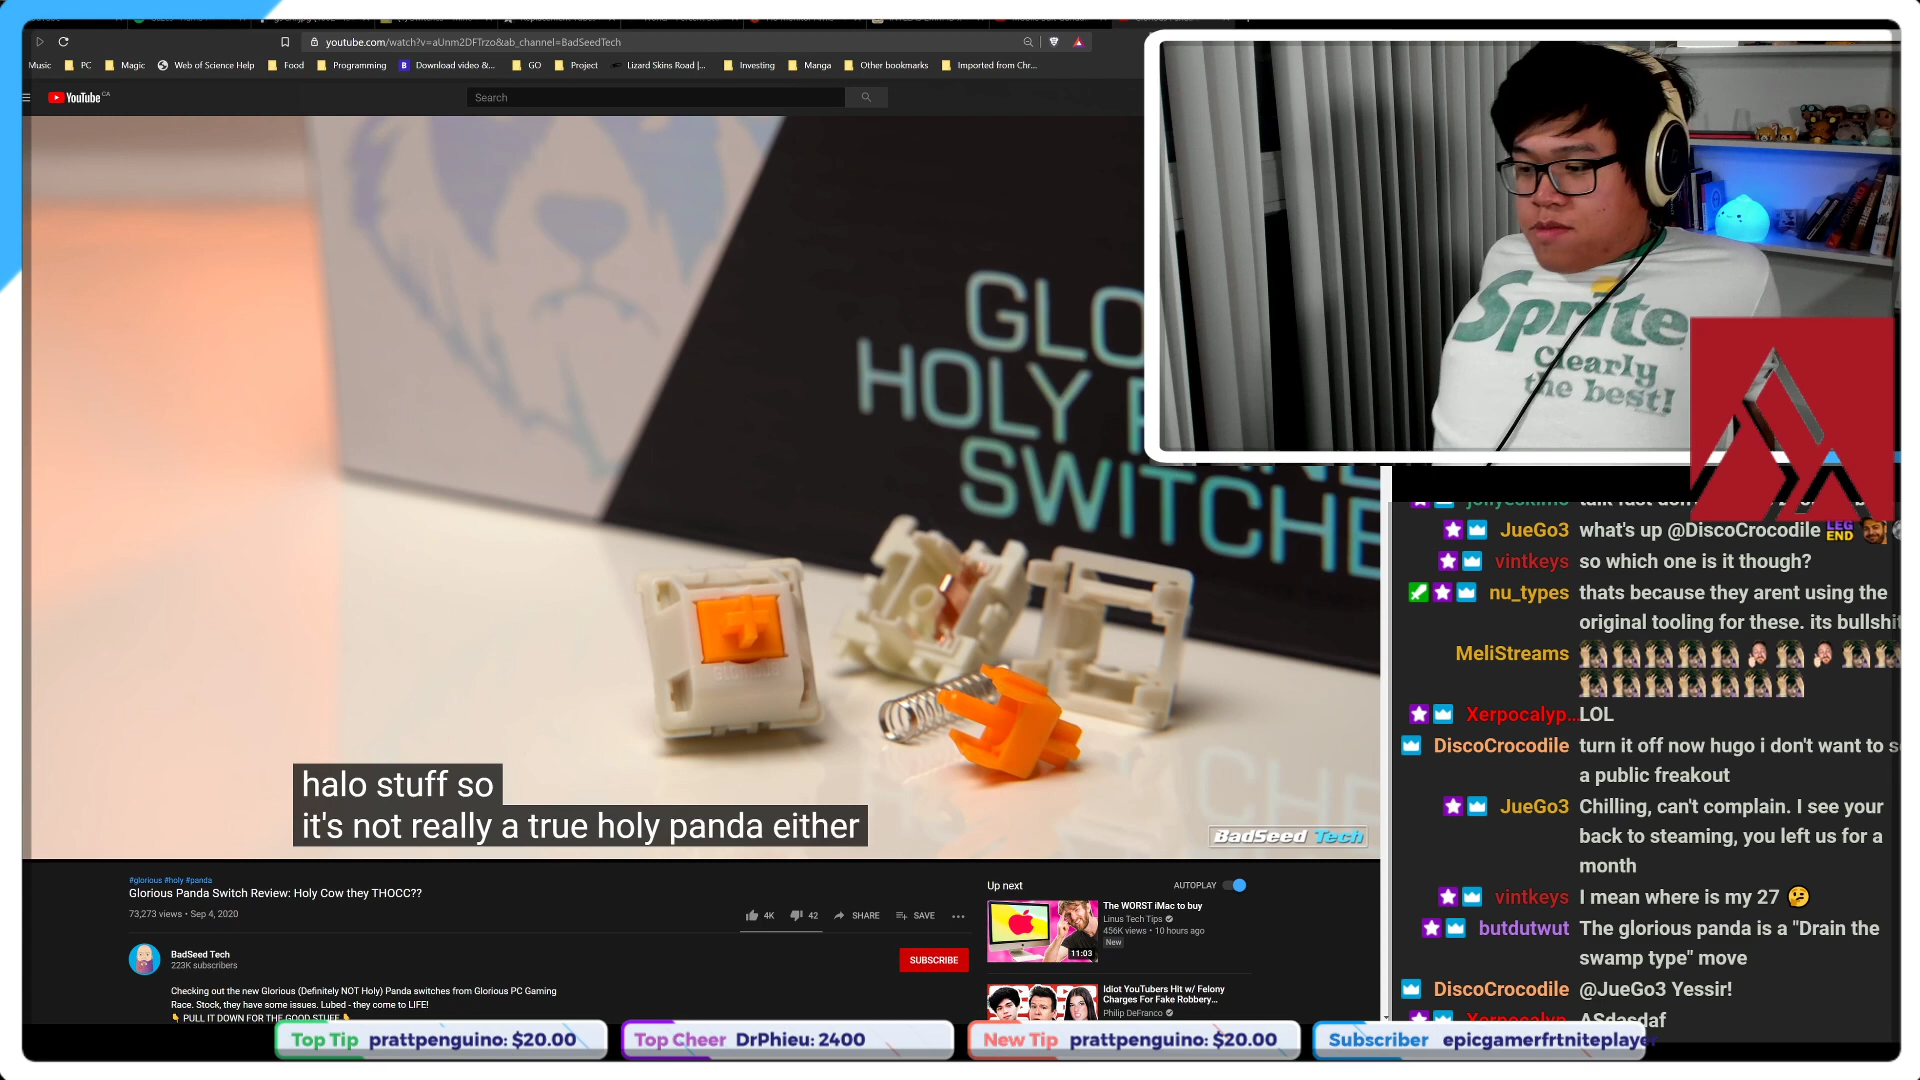 youtube.com/watch?v=aUnm2DFTrzo&ab_channel=BadSeedTech
Music PC Magic Web of Science Help Food Programming Download video &... GO Project Lizard Skins Road |... Investing Manga Other bookmarks Imported from Chr...
YouTube CA
Search
GLO
HOLY
SWITCHE
halo stuff so
it's not really a true holy panda either
BadSeed Tech
#glorious #holy #panda
Glorious Panda Switch Review: Holy Cow they THOCC??
73,273 views • Sep 4, 2020
4K 42 SHARE SAVE
BadSeed Tech
223K subscribers
SUBSCRIBE
Checking out the new Glorious (Definitely NOT Holy) Panda switches from Glorious PC Gaming
Race. Stock, they have some issues. Lubed - they come to LIFE!
PULL IT DOWN FOR THE GOOD STUFF
Up next AUTOPLAY
The WORST iMac to buy
Linus Tech Tips
456K views • 10 hours ago
New
11:03
Idiot YouTubers Hit w/ Felony
Charges For Fake Robbery...
Philip DeFranco
Sprite
Clearly
the best!
JueGo3 what's up @DiscoCrocodile LEG END
vintkeys so which one is it though?
nu_types thats because they arent using the
original tooling for these. its bullshit
MeliStreams
Xerpocalyp... LOL
DiscoCrocodile turn it off now hugo i don't want to s
a public freakout
JueGo3 Chilling, can't complain. I see your
back to steaming, you left us for a
month
vintkeys I mean where is my 27 🤔
butdutwut The glorious panda is a "Drain the
swamp type" move
DiscoCrocodile @JueGo3 Yessir!
ASdasdaf
Top Tip prattpenguino: $20.00
Top Cheer DrPhieu: 2400
New Tip prattpenguino: $20.00
Subscriber epicgamerfrtniteplayer